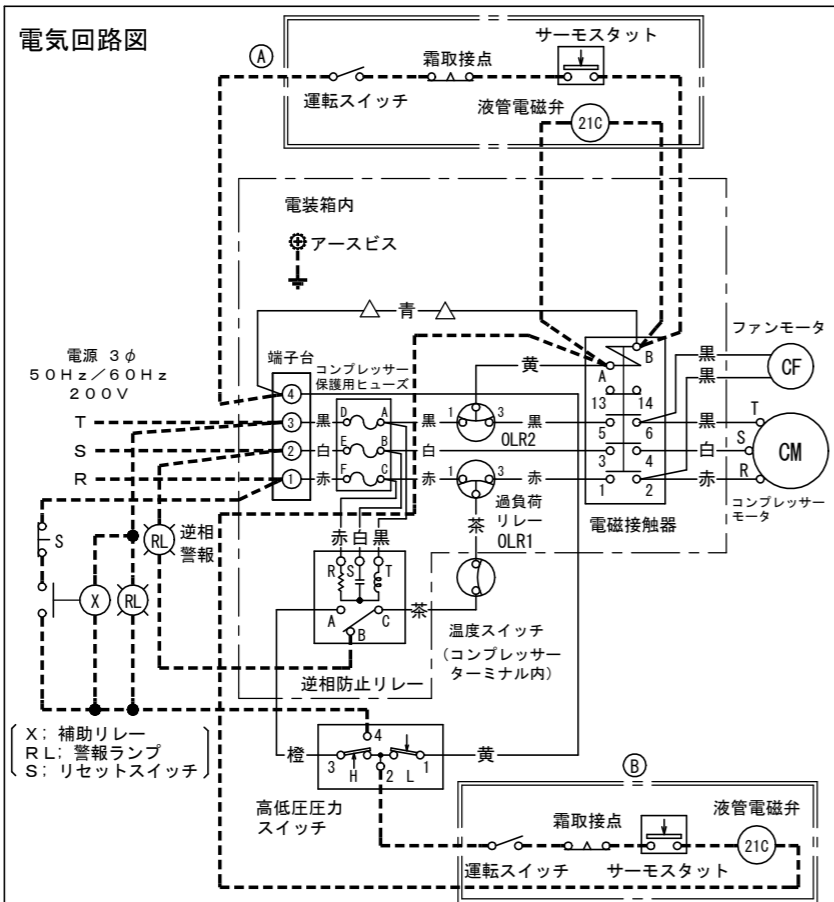 電気回路図
Ⓐ
サーモスタット
霜取接点
運転スイッチ
液管電磁弁
21C
電装箱内
アースビス
青
電源 3φ
50Hz/60Hz
200V
端子台
コンプレッサー
保護用ヒューズ
黄
A
B
ファンモータ
黒
黒
CF
13 14
4
T
3
黒
D
A
黒
1
3
黒
OLR2
5
6
黒
T
S
2
白
E
B
白
3
4
白
S
CM
R
1
赤
F
C
赤
1
3
赤
1
2
赤
R
コンプレッサー
モータ
過負荷
リレー
OLR1
電磁接触器
茶
S
RL
逆相
警報
赤白黒
R
S
T
X
RL
A
C
B
茶
温度スイッチ
(コンプレッサー
ターミナル内)
逆相防止リレー
X; 補助リレー
RL; 警報ランプ
S; リセットスイッチ
橙
4
3
H
2
L
1
黄
高低圧圧力
スイッチ
Ⓑ
液管電磁弁
霜取接点
21C
運転スイッチ
サーモスタット